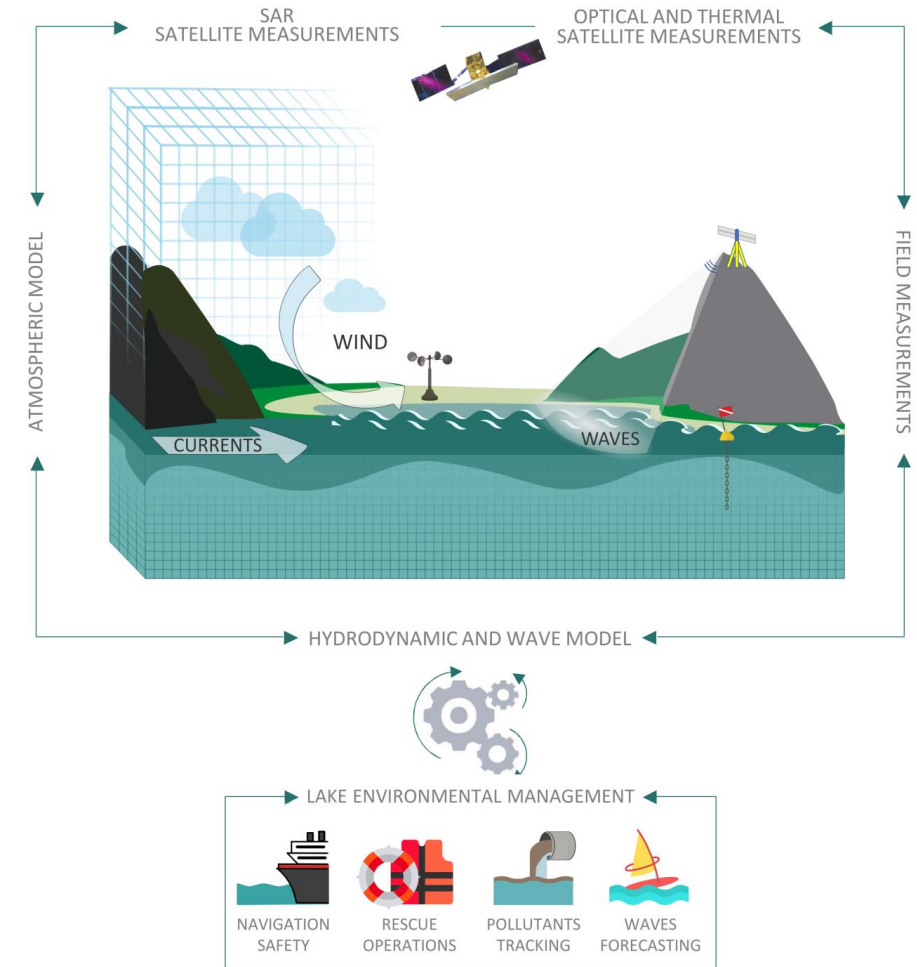 SAR
SATELLITE MEASUREMENTS
OPTICAL AND THERMAL
SATELLITE MEASUREMENTS
ATMOSPHERIC MODEL
FIELD MEASUREMENTS
WIND
CURRENTS
WAVES
HYDRODYNAMIC AND WAVE MODEL
LAKE ENVIRONMENTAL MANAGEMENT
NAVIGATION
SAFETY
RESCUE
OPERATIONS
POLLUTANTS
TRACKING
WAVES
FORECASTING